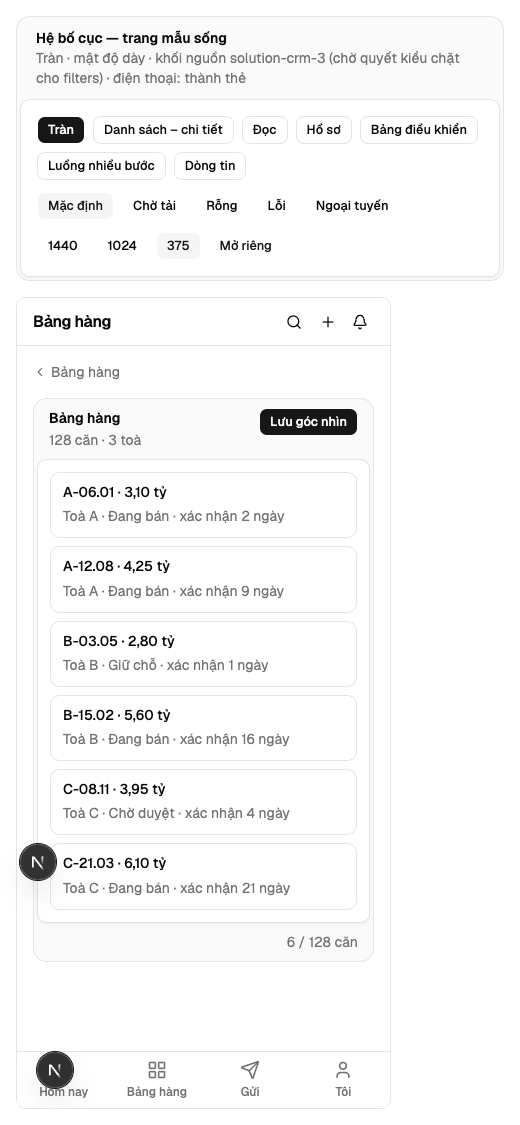 Hệ bố cục — trang mẫu sống
Tràn · mật độ dày · khối nguồn solution-crm-3 (chờ quyết kiểu chặt
cho filters) · điện thoại: thành thẻ
Tràn Danh sách – chi tiết Đọc Hồ sơ Bảng điều khiển
Luồng nhiều bước Dòng tin
Mặc định Chờ tải Rỗng Lỗi Ngoại tuyến
1440 1024 375 Mở riêng
Bảng hàng
Bảng hàng
Bảng hàng Lưu góc nhìn
128 căn · 3 toà
A-06.01 · 3,10 tỷ
Toà A · Đang bán · xác nhận 2 ngày
A-12.08 · 4,25 tỷ
Toà A · Đang bán · xác nhận 9 ngày
B-03.05 · 2,80 tỷ
Toà B · Giữ chỗ · xác nhận 1 ngày
B-15.02 · 5,60 tỷ
Toà B · Đang bán · xác nhận 16 ngày
C-08.11 · 3,95 tỷ
Toà C · Chờ duyệt · xác nhận 4 ngày
N C-21.03 · 6,10 tỷ
Toà C · Đang bán · xác nhận 21 ngày
6 / 128 căn
N
Hôm nay Bảng hàng Gửi Tôi